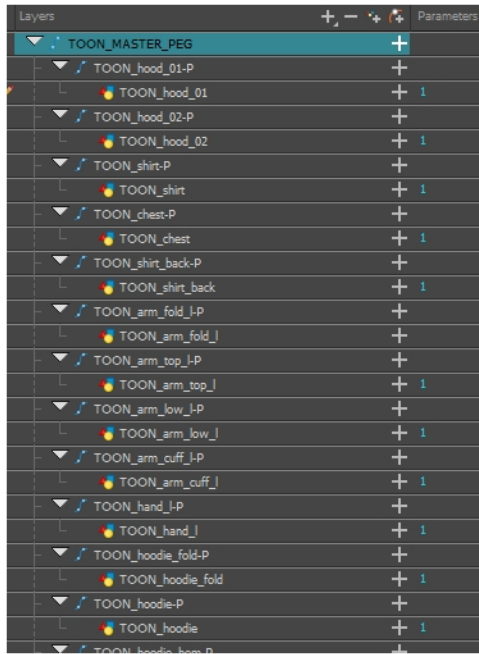 Layers Parameters
TOON_MASTER_PEG
TOON_hood_01-P
TOON_hood_01 1
TOON_hood_02-P
TOON_hood_02 1
TOON_shirt-P
TOON_shirt 1
TOON_chest-P
TOON_chest 1
TOON_shirt_back-P
TOON_shirt_back 1
TOON_arm_fold_l-P
TOON_arm_fold_l
TOON_arm_top_l-P
TOON_arm_top_l 1
TOON_arm_low_l-P
TOON_arm_low_l 1
TOON_arm_cuff_l-P
TOON_arm_cuff_l 1
TOON_hand_l-P
TOON_hand_l 1
TOON_hoodie_fold-P
TOON_hoodie_fold 1
TOON_hoodie-P
TOON_hoodie 1
TOON_hoodie_hem-P